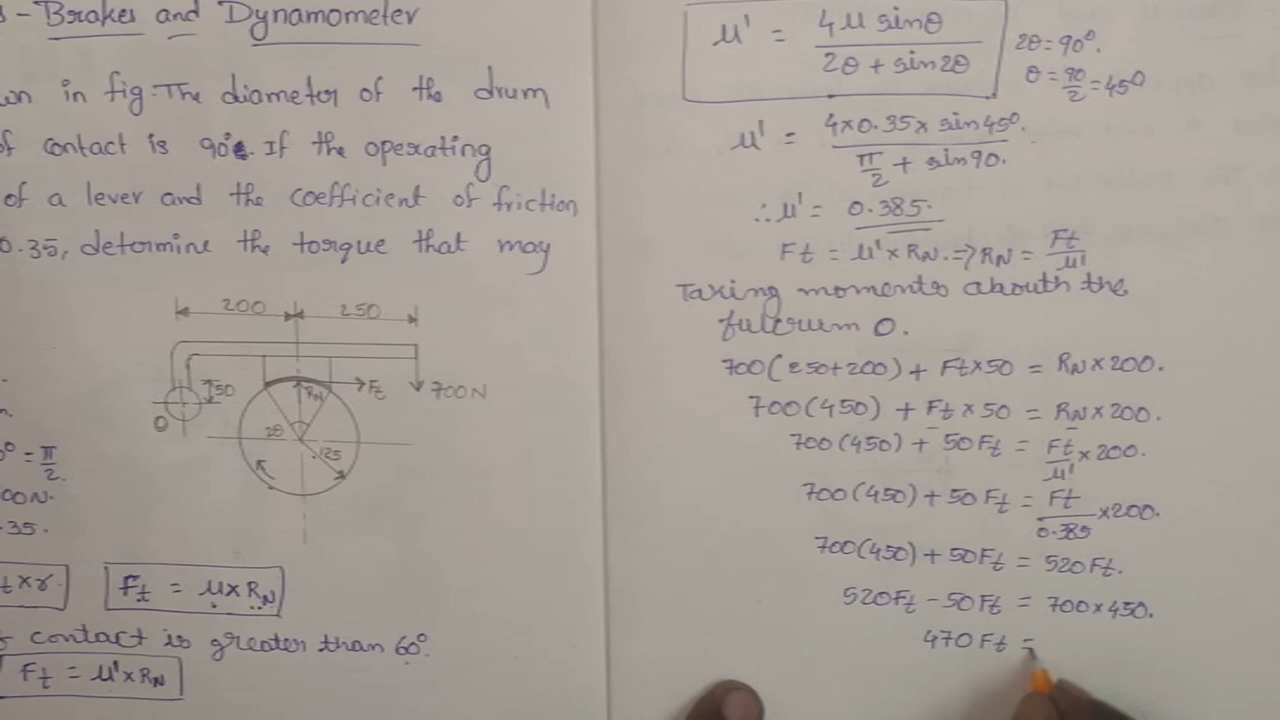 - Brakes and Dynamometer
in fig. The diameter of the drum
of contact is 90°. If the operating
of a lever and the coefficient of friction
0.35, determine the torque that may
200 250
50
Ft
RN
700N
O
2θ
125
= π/2
00N.
.35.
t × r.
Ft = μ × RN
contact is greater than 60°.
Ft = μ' × RN
μ' = 4μ sinθ / 2θ + sin2θ
2θ = 90°.
θ = 90/2 = 45°
μ' = 4×0.35× sin45°. / π/2 + sin90.
∴ μ' = 0.385.
Ft = μ' × RN. ⇒ RN = Ft/μ'
Taking moments abouth the
fulcrum O.
700(250+200) + Ft×50 = RN×200.
700(450) + Ft × 50 = RN×200.
700(450) + 50Ft = Ft/μ' × 200.
700(450) + 50Ft = Ft/0.385 ×200.
700(450) + 50Ft = 520Ft.
520Ft - 50Ft = 700×450.
470Ft =